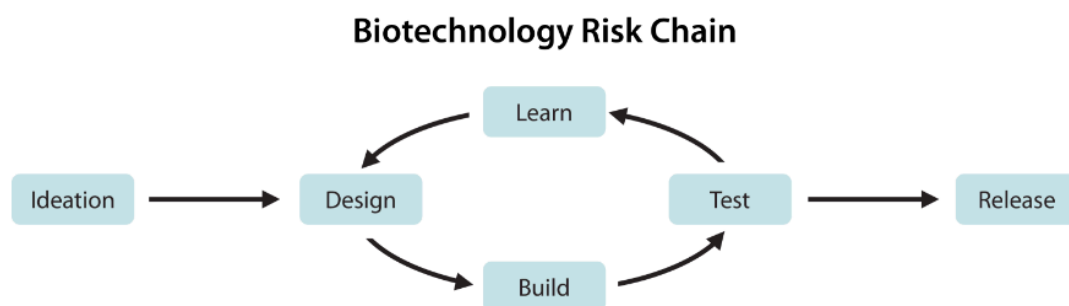 Biotechnology Risk Chain
Learn
Ideation
Design
Test
Release
Build